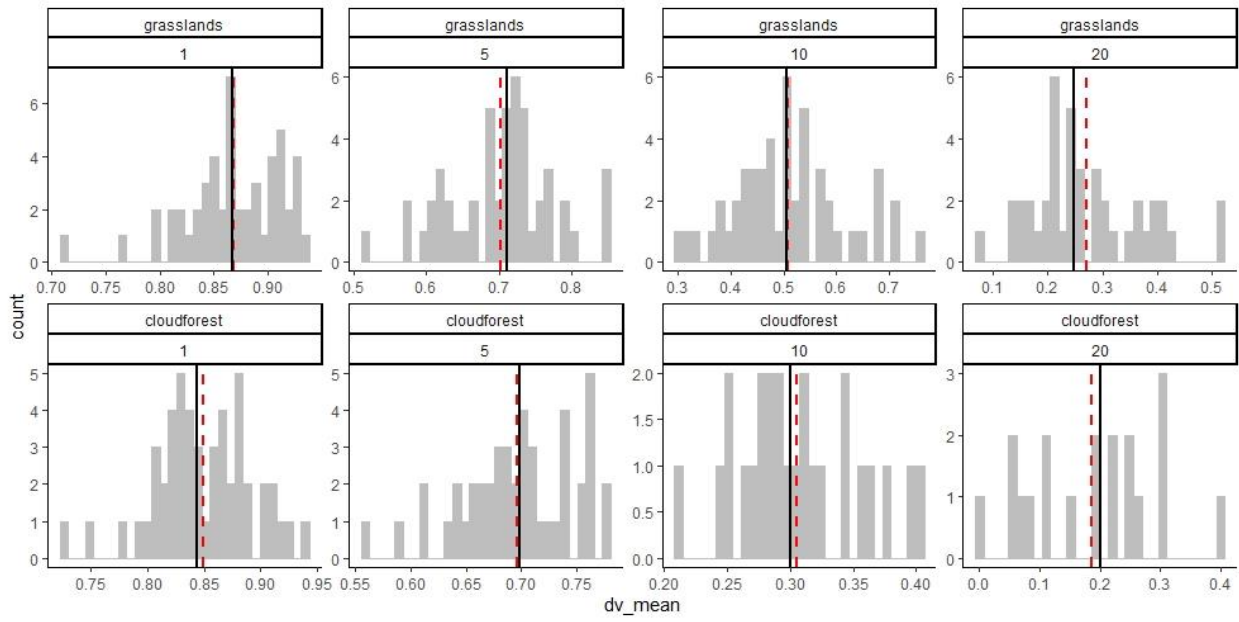 grasslands grasslands grasslands grasslands
1 5 10 20
6 4 2 0
6 4 2 0
6 4 2 0
6 4 2 0
0.70 0.75 0.80 0.85 0.90
0.5 0.6 0.7 0.8
0.3 0.4 0.5 0.6 0.7
0.1 0.2 0.3 0.4 0.5
count
cloudforest cloudforest cloudforest cloudforest
1 5 10 20
5 4 3 2 1 0
5 4 3 2 1 0
2.0 1.5 1.0 0.5 0.0
3 2 1 0
0.75 0.80 0.85 0.90 0.95
0.55 0.60 0.65 0.70 0.75
0.20 0.25 0.30 0.35 0.40
0.0 0.1 0.2 0.3 0.4
dv_mean